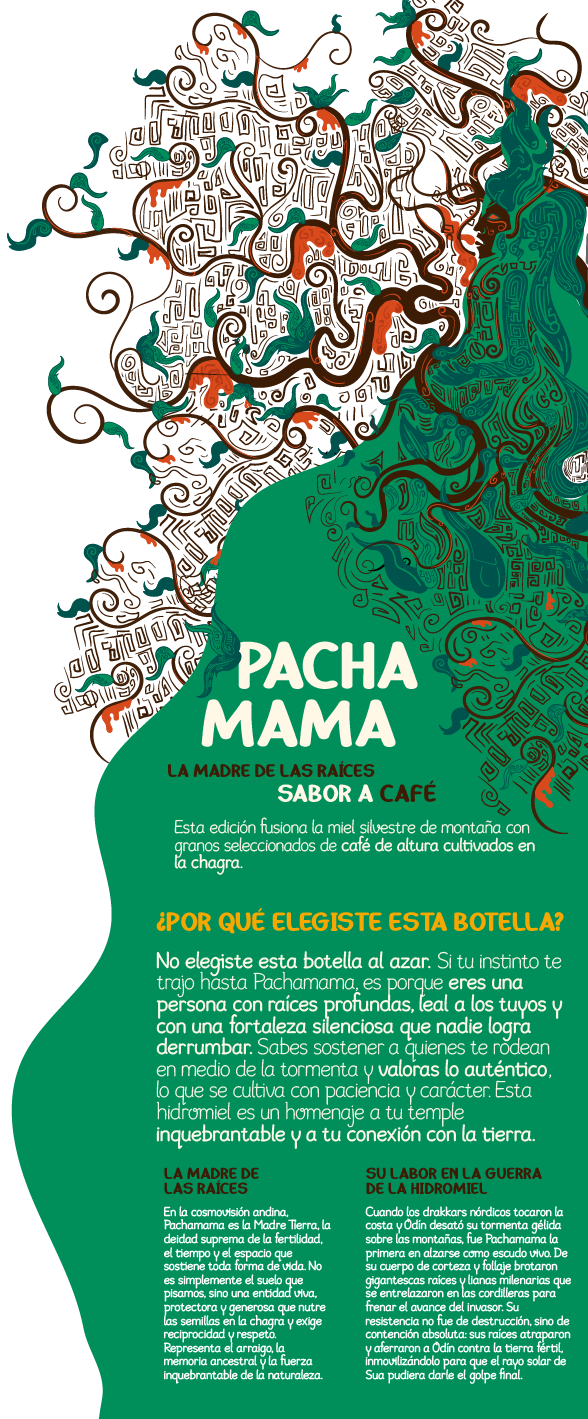 PACHA
MAMA
LA MADRE DE LAS RAÍCES
SABOR A CAFÉ
Esta edición fusiona la miel silvestre de montaña con
granos seleccionados de café de altura cultivados en
la chagra.
¿POR QUÉ ELEGISTE ESTA BOTELLA?
No elegiste esta botella al azar. Si tu instinto te
trajo hasta Pachamama, es porque eres una
persona con raíces profundas, leal a los tuyos y
con una fortaleza silenciosa que nadie logra
derrumbar. Sabes sostener a quienes te rodean
en medio de la tormenta y valoras lo auténtico,
lo que se cultiva con paciencia y carácter. Esta
hidromiel es un homenaje a tu temple
inquebrantable y a tu conexión con la tierra.
LA MADRE DE
LAS RAÍCES
En la cosmovisión andina,
Pachamama es la Madre Tierra, la
deidad suprema de la fertilidad,
el tiempo y el espacio que
sostiene toda forma de vida. No
es simplemente el suelo que
pisamos, sino una entidad viva,
protectora y generosa que nutre
las semillas en la chagra y exige
reciprocidad y respeto.
Representa el arraigo, la
memoria ancestral y la fuerza
inquebrantable de la naturaleza.
SU LABOR EN LA GUERRA
DE LA HIDROMIEL
Cuando los drakkars nórdicos tocaron la
costa y Odín desató su tormenta gélida
sobre las montañas, fue Pachamama la
primera en alzarse como escudo vivo. De
su cuerpo de corteza y follaje brotaron
gigantescas raíces y lianas milenarias que
se entrelazaron en las cordilleras para
frenar el avance del invasor. Su
resistencia no fue de destrucción, sino de
contención absoluta: sus raíces atraparon
y aferraron a Odín contra la tierra fértil,
inmovilizándolo para que el rayo solar de
Sua pudiera darle el golpe final.